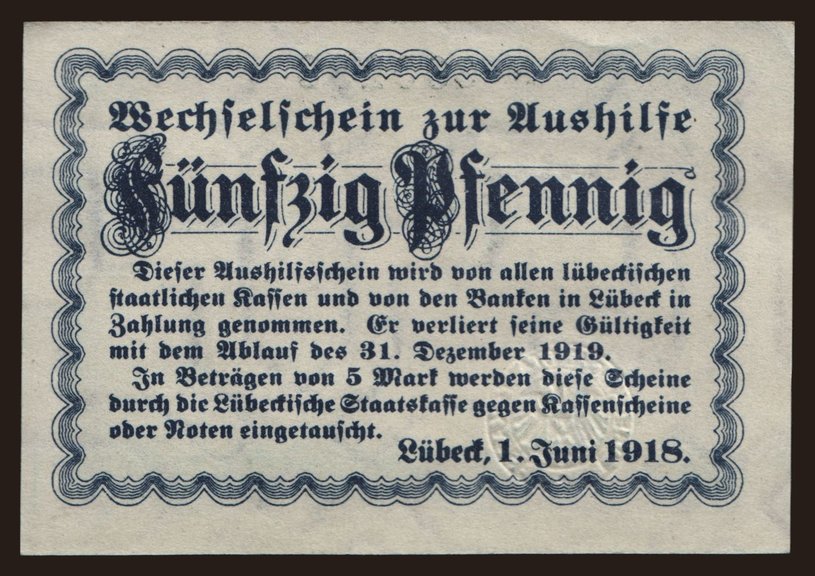 Wechselschein zur Aushilfe
Fünfzig Pfennig
Dieser Aushilfsschein wird von allen lübeckischen
staatlichen Kassen und von den Banken in Lübeck in
Zahlung genommen. Er verliert seine Gültigkeit
mit dem Ablauf des 31. Dezember 1919.
In Beträgen von 5 Mark werden diese Scheine
durch die Lübeckische Staatskasse gegen Kassenscheine
oder Noten eingetauscht.
Lübeck, 1. Juni 1918.